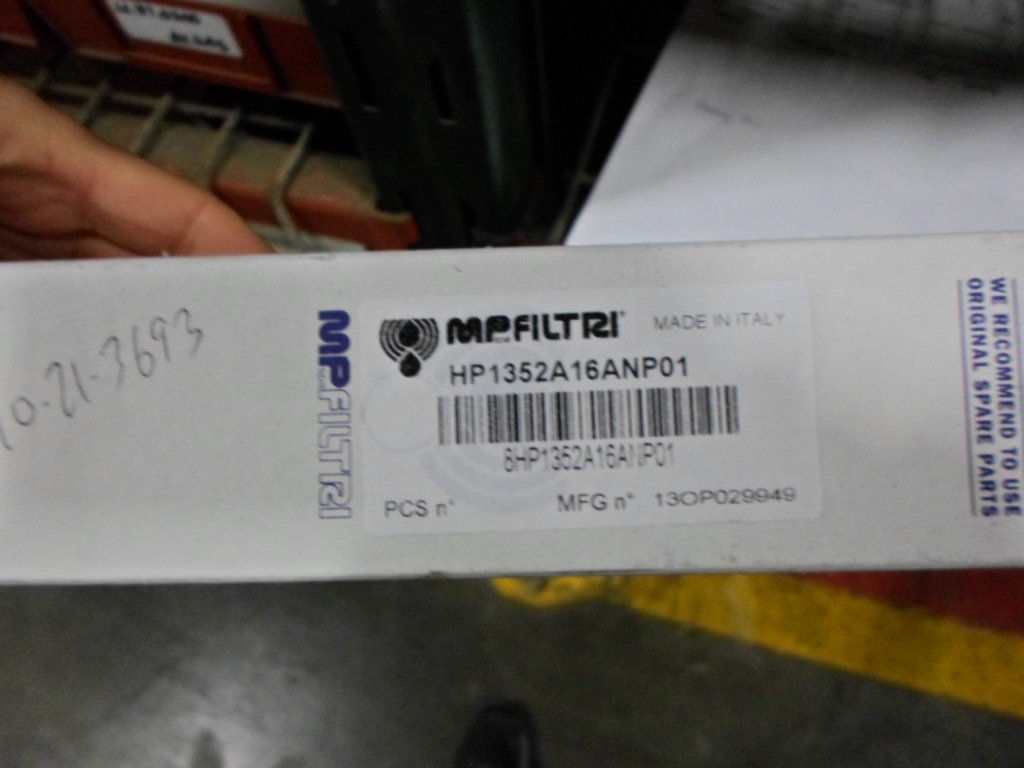 10-21-3693
MPFILTRI
MPFILTRI
MADE IN ITALY
HP1352A16ANP01
8HP1352A16ANP01
PCS n°
MFG n° 13OP029949
WE RECOMMEND TO USE
ORIGINAL SPARE PARTS